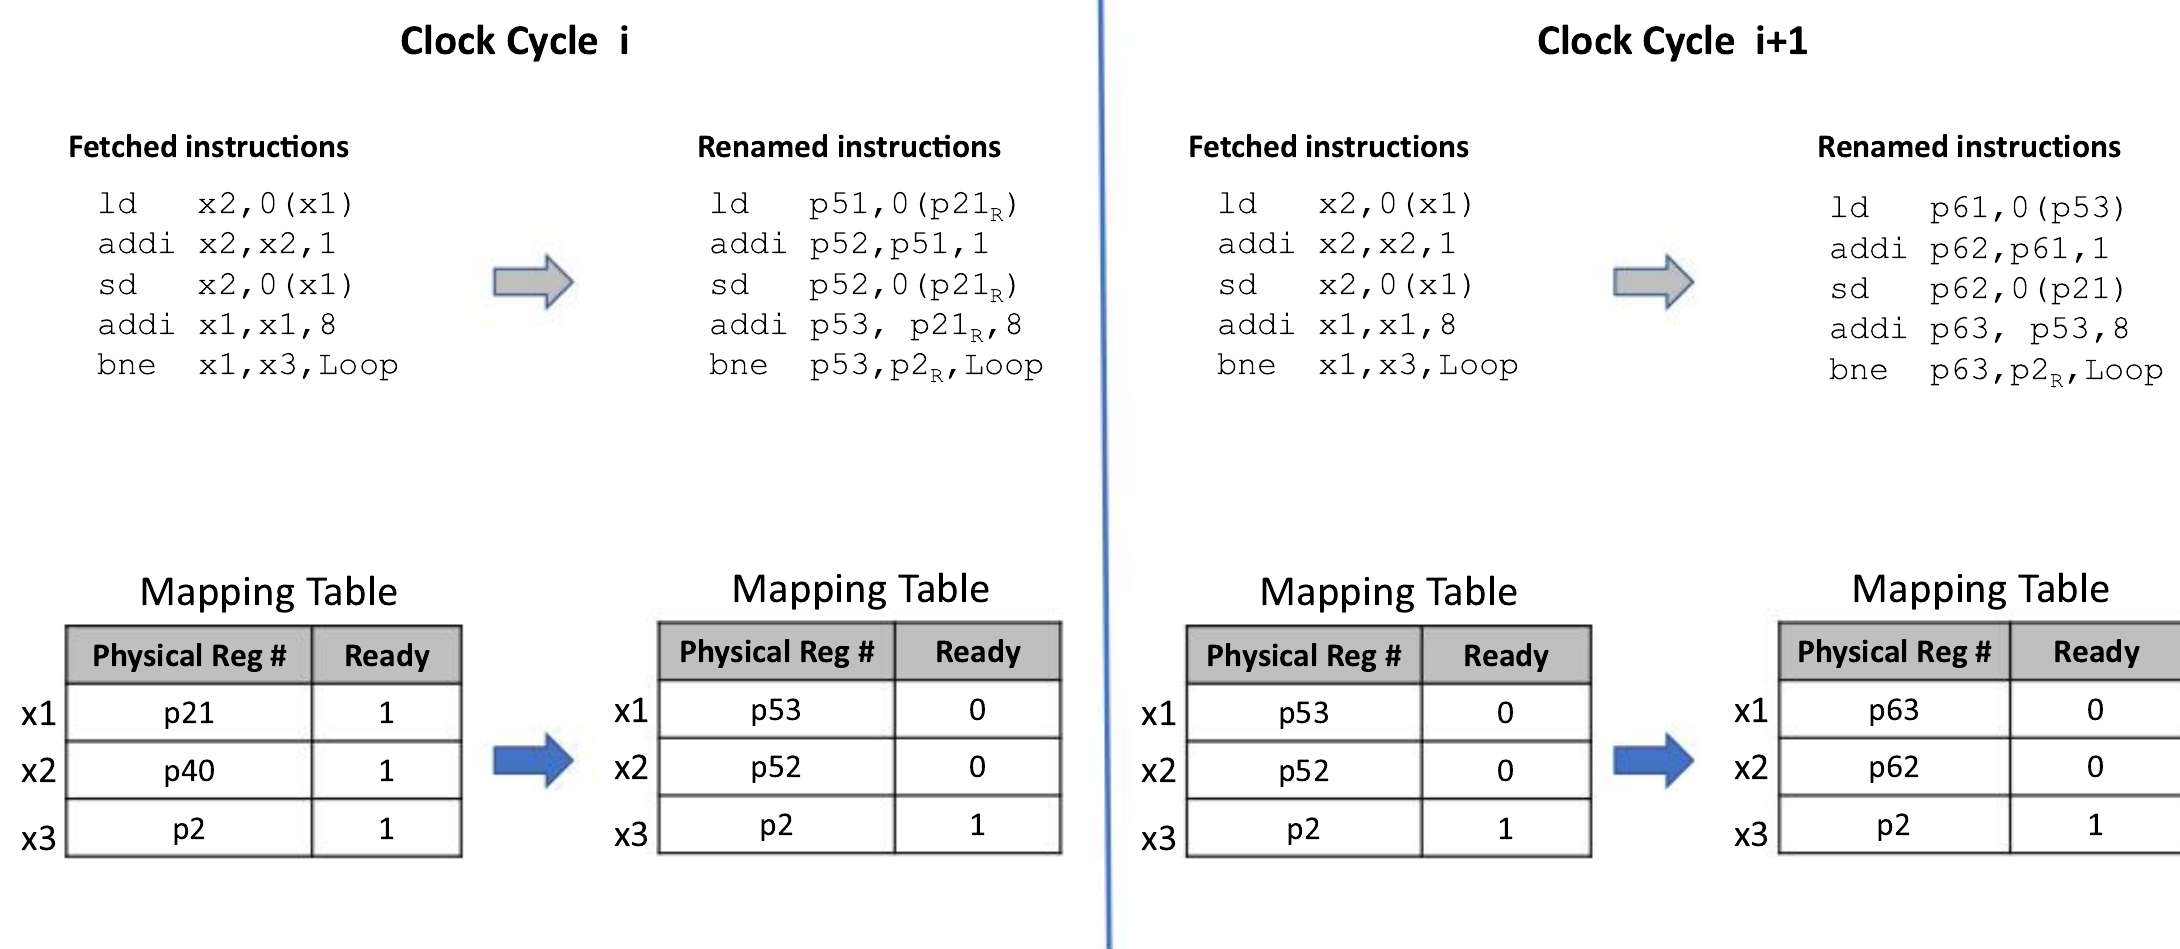 Clock Cycle i
Fetched instructions
ld x2,0(x1)
addi x2,x2,1
sd x2,0(x1)
addi x1,x1,8
bne x1,x3,Loop
Renamed instructions
ld p51,0(p21R)
addi p52,p51,1
sd p52,0(p21R)
addi p53, p21R,8
bne p53,p2R,Loop
Mapping Table
Physical Reg # Ready
x1 p21 1
x2 p40 1
x3 p2 1
Mapping Table
Physical Reg # Ready
x1 p53 0
x2 p52 0
x3 p2 1
Clock Cycle i+1
Fetched instructions
ld x2,0(x1)
addi x2,x2,1
sd x2,0(x1)
addi x1,x1,8
bne x1,x3,Loop
Renamed instructions
ld p61,0(p53)
addi p62,p61,1
sd p62,0(p21)
addi p63, p53,8
bne p63,p2R,Loop
Mapping Table
Physical Reg # Ready
x1 p53 0
x2 p52 0
x3 p2 1
Mapping Table
Physical Reg # Ready
x1 p63 0
x2 p62 0
x3 p2 1